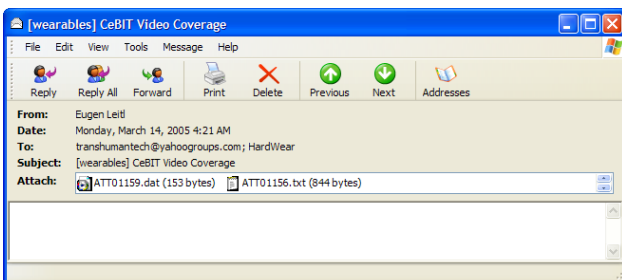 [wearables] CeBIT Video Coverage
File Edit View Tools Message Help
Reply Reply All Forward Print Delete Previous Next Addresses
From: Eugen Leitl
Date: Monday, March 14, 2005 4:21 AM
To: transhumantech@yahoogroups.com; HardWear
Subject: [wearables] CeBIT Video Coverage
Attach: ATT01159.dat (153 bytes) ATT01156.txt (844 bytes)